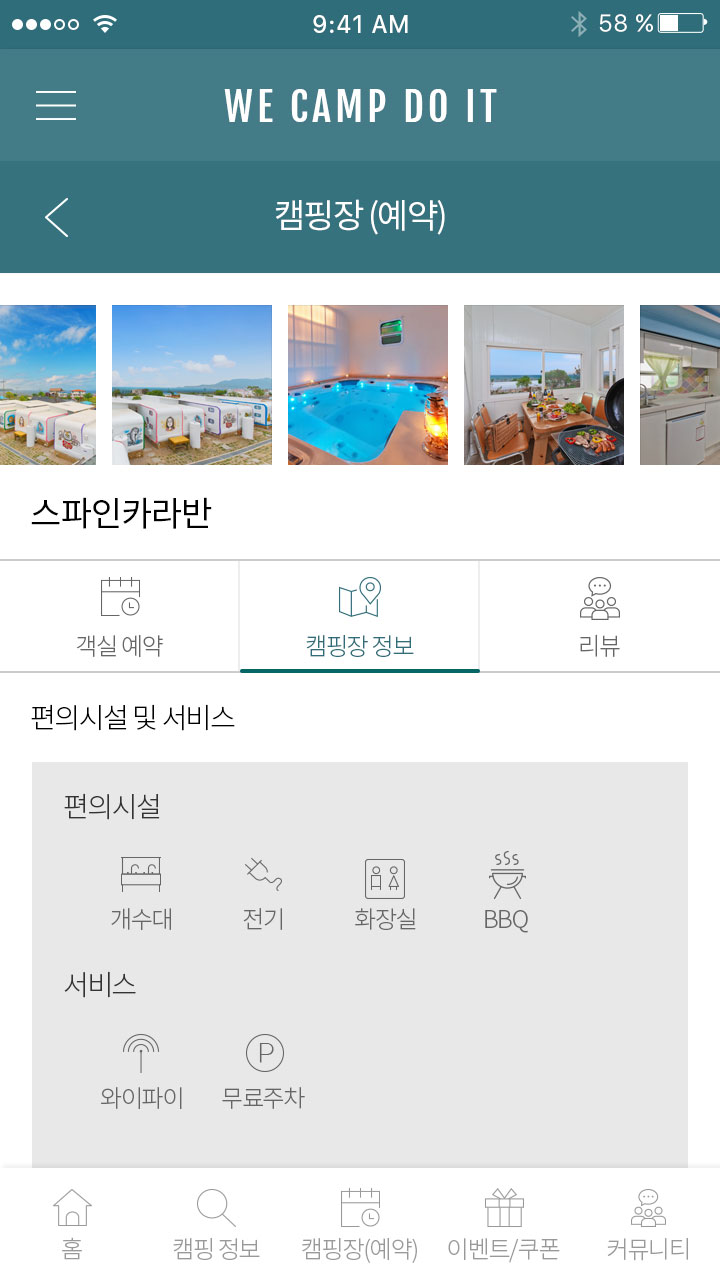 9:41 AM 58 %
WE CAMP DO IT
캠핑장 (예약)
스파인카라반
객실 예약 캠핑장 정보 리뷰
편의시설 및 서비스
편의시설
개수대 전기 화장실 BBQ
서비스
P
와이파이 무료주차
홈 캠핑 정보 캠핑장(예약) 이벤트/쿠폰 커뮤니티